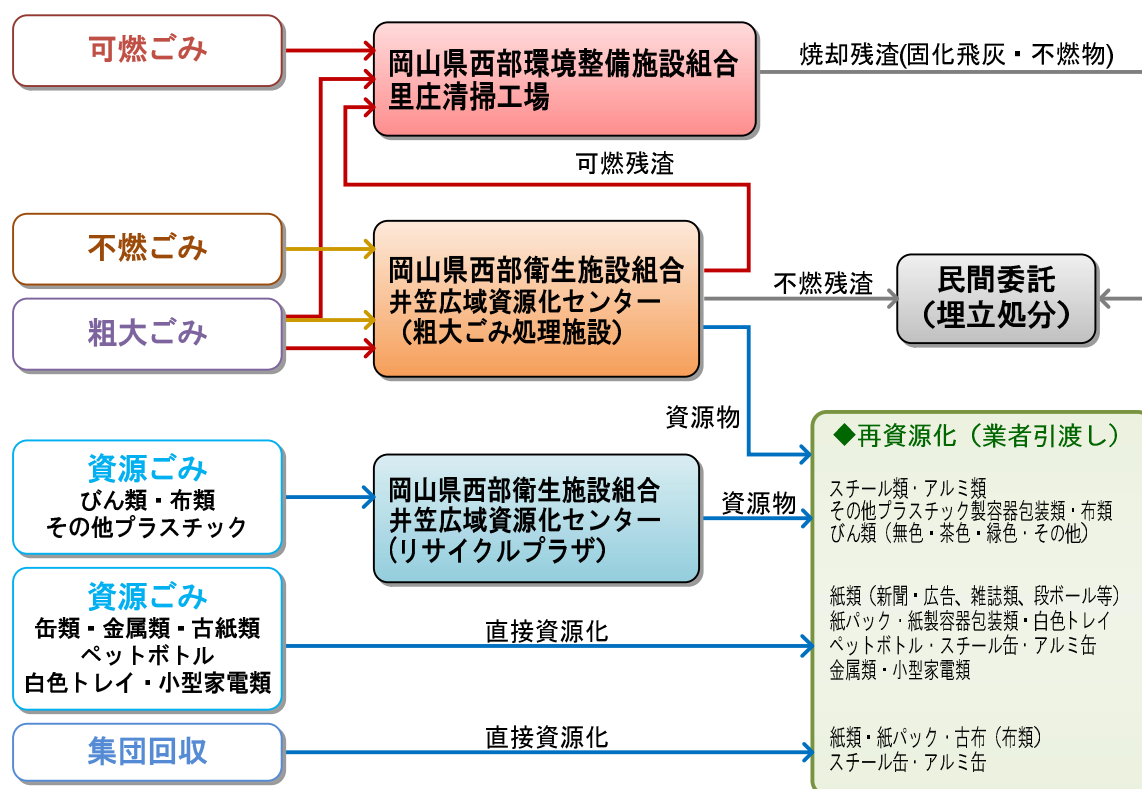 可燃ごみ
岡山県西部環境整備施設組合
里庄清掃工場
焼却残渣(固化飛灰・不燃物)
可燃残渣
不燃ごみ
粗大ごみ
岡山県西部衛生施設組合
井笠広域資源化センター
（粗大ごみ処理施設）
不燃残渣
民間委託
（埋立処分）
資源物
資源ごみ
びん類・布類
その他プラスチック
岡山県西部衛生施設組合
井笠広域資源化センター
(リサイクルプラザ）
資源物
◆再資源化（業者引渡し）
スチール類・アルミ類
その他プラスチック製容器包装類・布類
びん類（無色・茶色・緑色・その他）
資源ごみ
缶類・金属類・古紙類
ペットボトル
白色トレイ・小型家電類
直接資源化
紙類（新聞・広告、雑誌類、段ボール等）
紙パック・紙製容器包装類・白色トレイ
ペットボトル・スチール缶・アルミ缶
金属類・小型家電類
集団回収
直接資源化
紙類・紙パック・古布（布類）
スチール缶・アルミ缶